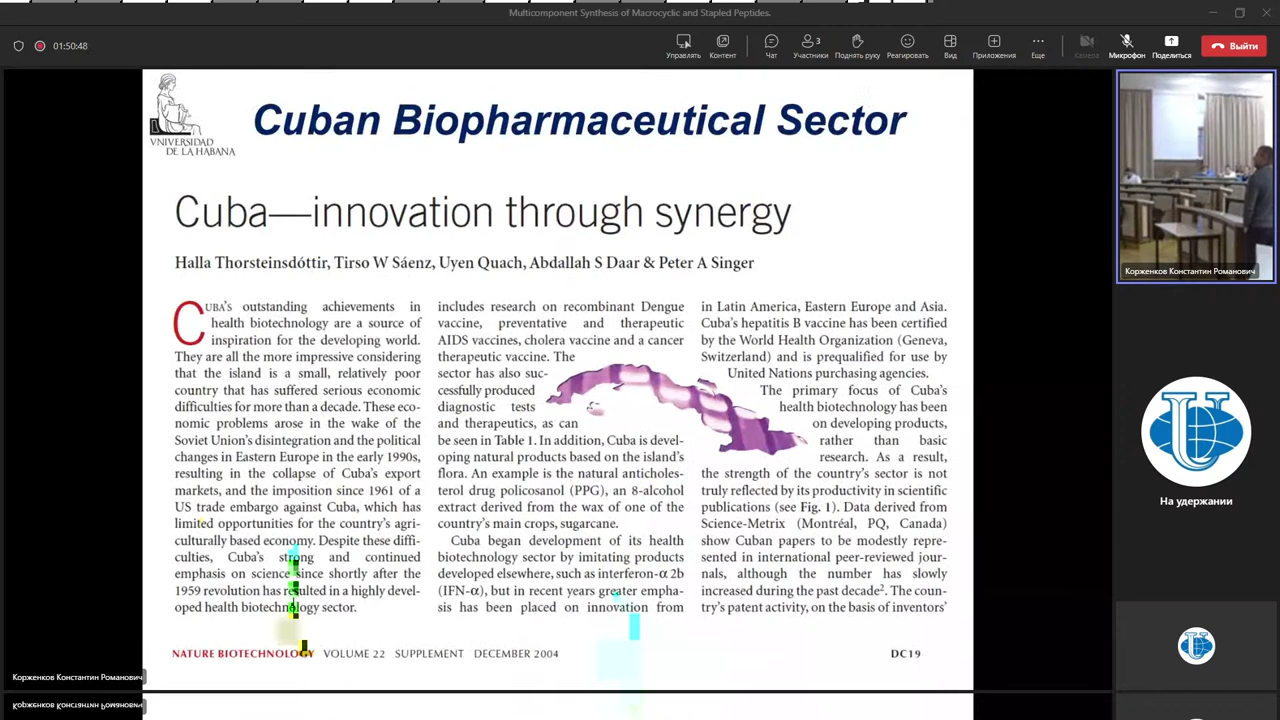 Multicomponent Synthesis of Macrocyclic and Stapled Peptides.
01:50:48
Управлять
Контент
Чат
3
Участники
Поднять руку
Реагировать
Вид
Приложения
Еще
Камера
Микрофон
Поделиться
Выйти
VNIVERSIDAD
DE LA HABANA
Cuban Biopharmaceutical Sector
Cuba—innovation through synergy
Halla Thorsteinsdóttir, Tirso W Sáenz, Uyen Quach, Abdallah S Daar & Peter A Singer
CUBA'S outstanding achievements in
health biotechnology are a source of
inspiration for the developing world.
They are all the more impressive considering
that the island is a small, relatively poor
country that has suffered serious economic
difficulties for more than a decade. These eco-
nomic problems arose in the wake of the
Soviet Union's disintegration and the political
changes in Eastern Europe in the early 1990s,
resulting in the collapse of Cuba's export
markets, and the imposition since 1961 of a
US trade embargo against Cuba, which has
limited opportunities for the country's agri-
culturally based economy. Despite these diffi-
culties, Cuba's strong and continued
emphasis on science since shortly after the
1959 revolution has resulted in a highly devel-
oped health biotechnology sector.
includes research on recombinant Dengue
vaccine, preventative and therapeutic
AIDS vaccines, cholera vaccine and a cancer
therapeutic vaccine. The
sector has also suc-
cessfully produced
diagnostic tests
and therapeutics, as can
be seen in Table 1. In addition, Cuba is devel-
oping natural products based on the island's
flora. An example is the natural anticholes-
terol drug policosanol (PPG), an 8-alcohol
extract derived from the wax of one of the
country's main crops, sugarcane.
Cuba began development of its health
biotechnology sector by imitating products
developed elsewhere, such as interferon-α 2b
(IFN-α), but in recent years greater empha-
sis has been placed on innovation from
in Latin America, Eastern Europe and Asia.
Cuba's hepatitis B vaccine has been certified
by the World Health Organization (Geneva,
Switzerland) and is prequalified for use by
United Nations purchasing agencies.
The primary focus of Cuba's
health biotechnology has been
on developing products,
rather than basic
research. As a result,
the strength of the country's sector is not
truly reflected by its productivity in scientific
publications (see Fig. 1). Data derived from
Science-Metrix (Montréal, PQ, Canada)
show Cuban papers to be modestly repre-
sented in international peer-reviewed jour-
nals, although the number has slowly
increased during the past decade². The coun-
try's patent activity, on the basis of inventors'
NATURE BIOTECHNOLOGY VOLUME 22 SUPPLEMENT DECEMBER 2004
DC19
Корженков Константин Романович
Корженков Константин Романович
Корженков Константин Романович
На удержании